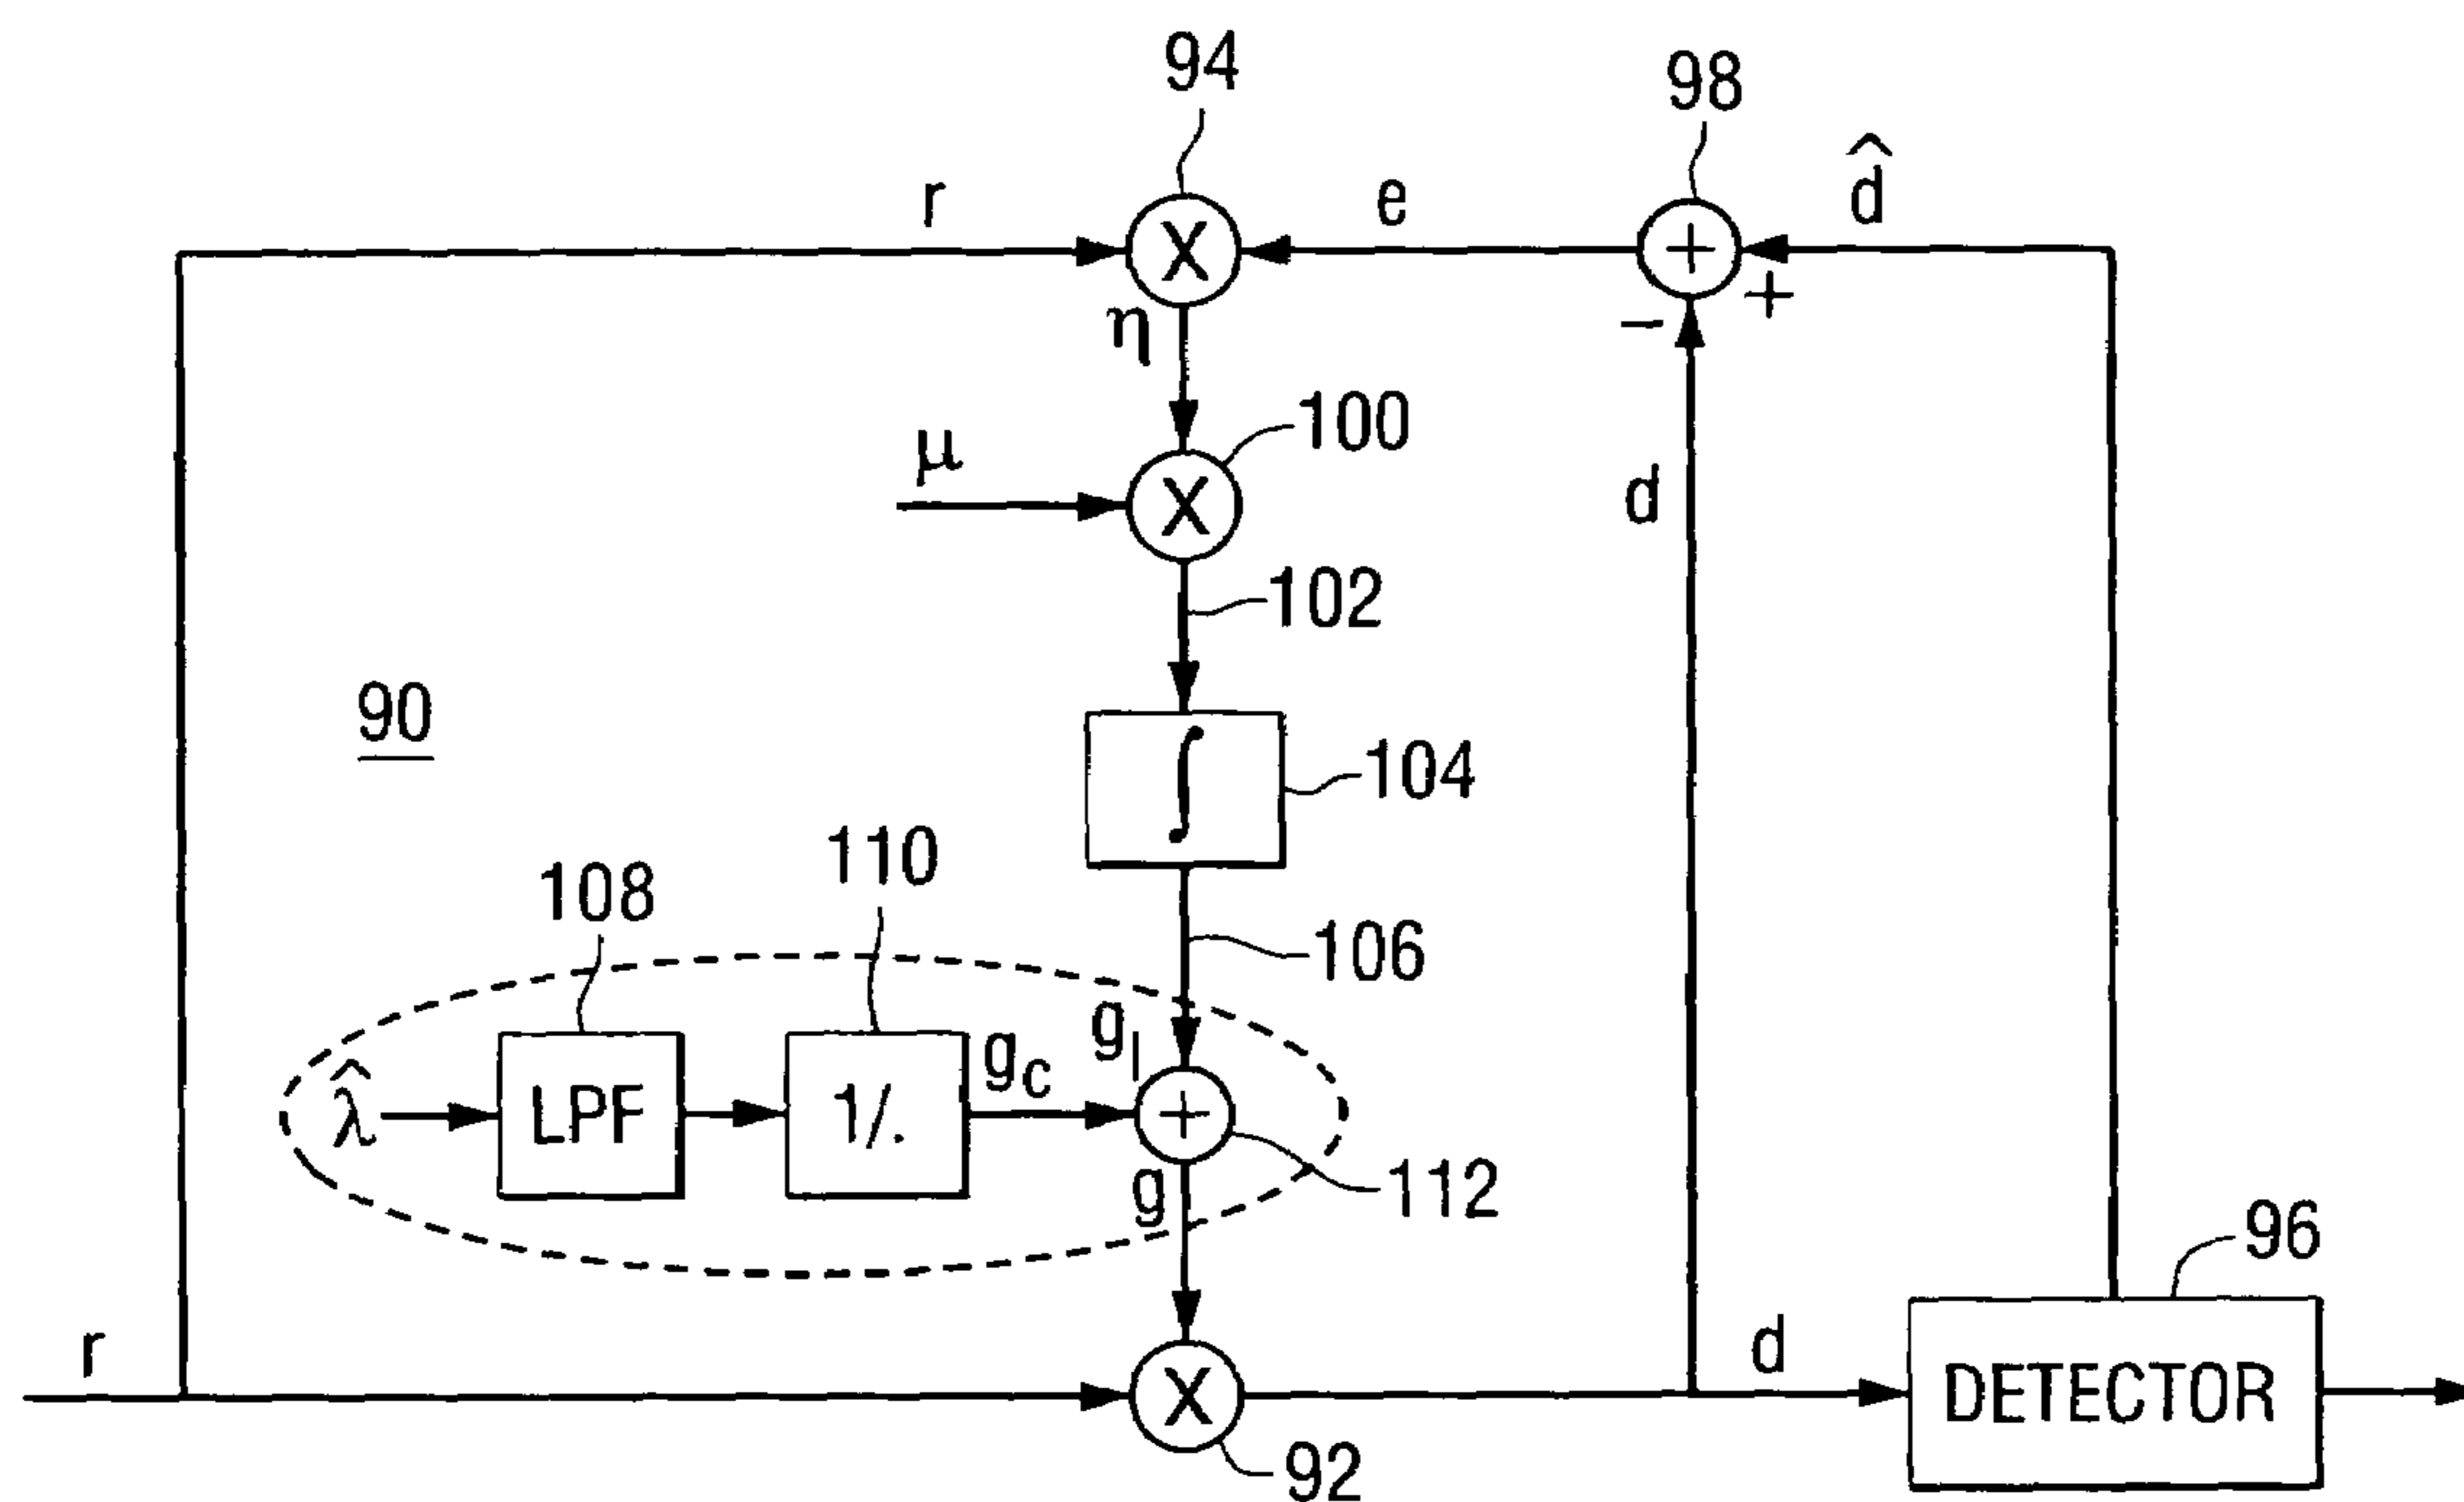 94
98
r
e
d̂
X
+
η
+
−
μ
100
X
d
102
90
∫
104
110
108
106
g_l
g_c
λ̂
LPF
1/.
+
g
112
96
r
d
X
DETECTOR
92